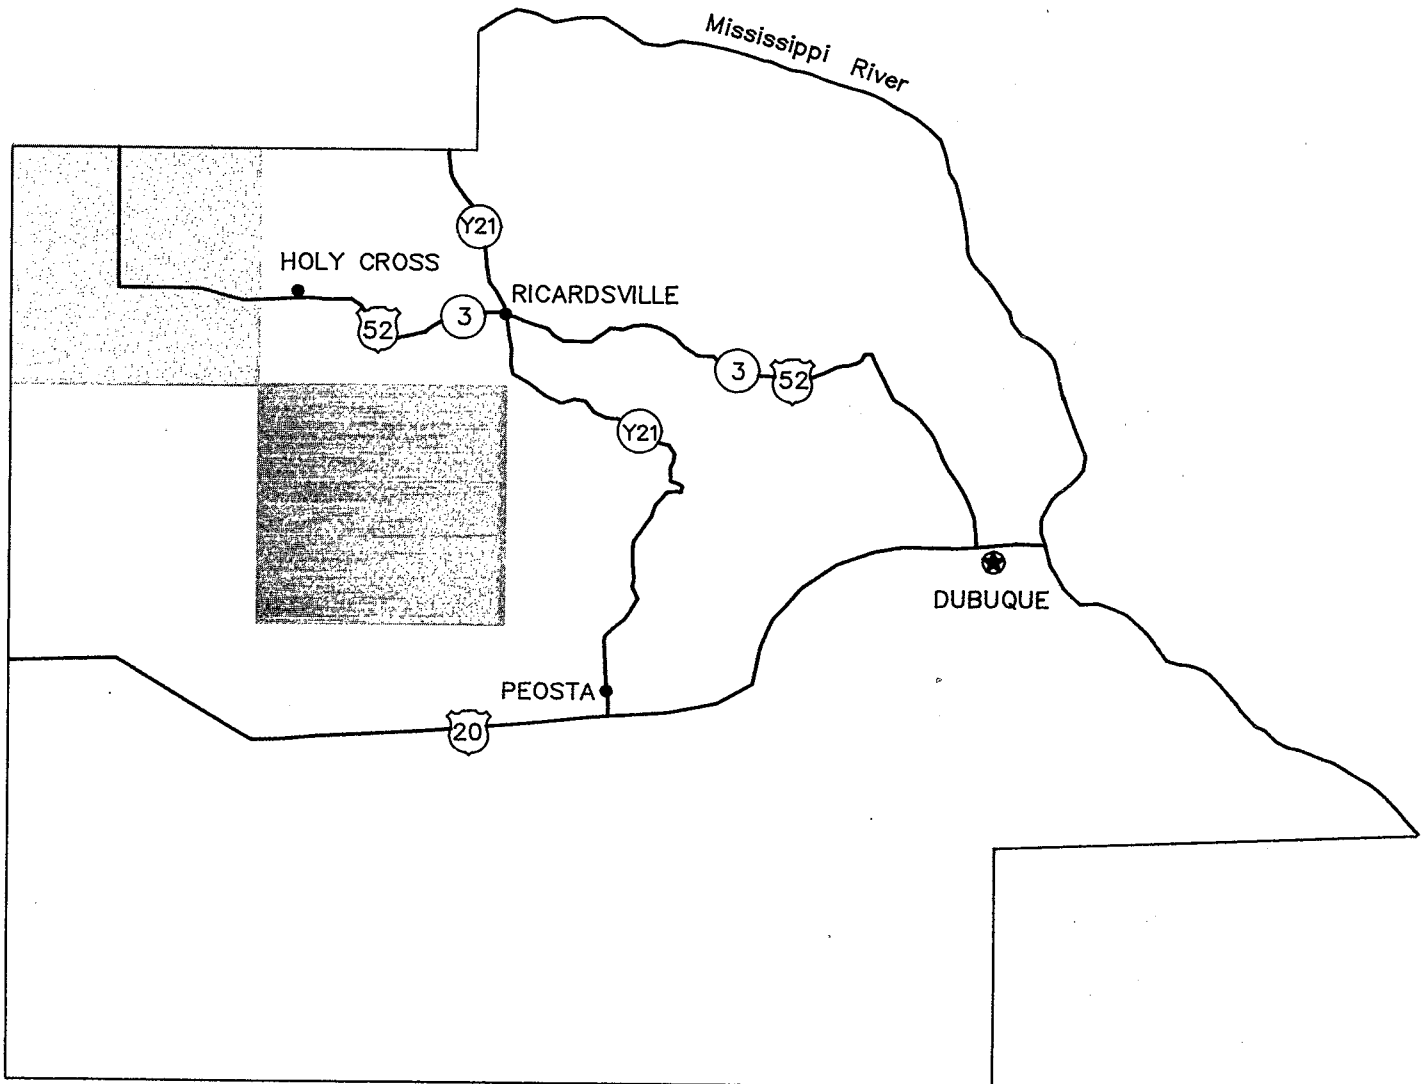 Mississippi River
Y21
HOLY CROSS
RICARDSVILLE
52
3
3
52
Y21
DUBUQUE
PEOSTA
20